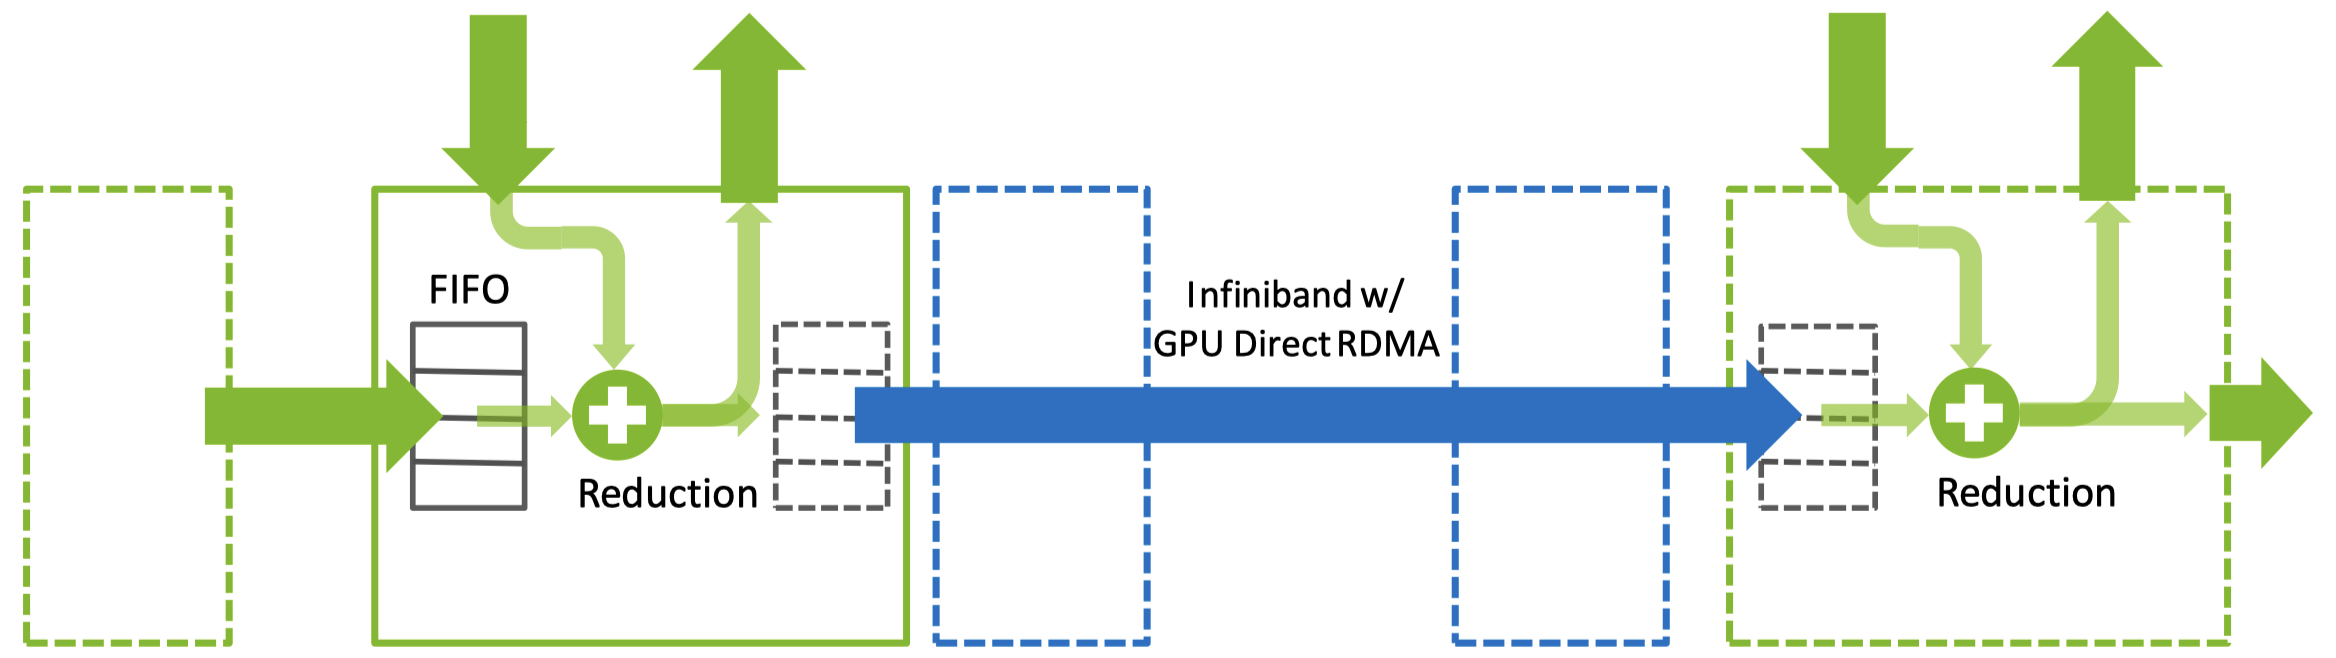 FIFO
Infiniband w/
GPU Direct RDMA
Reduction
Reduction